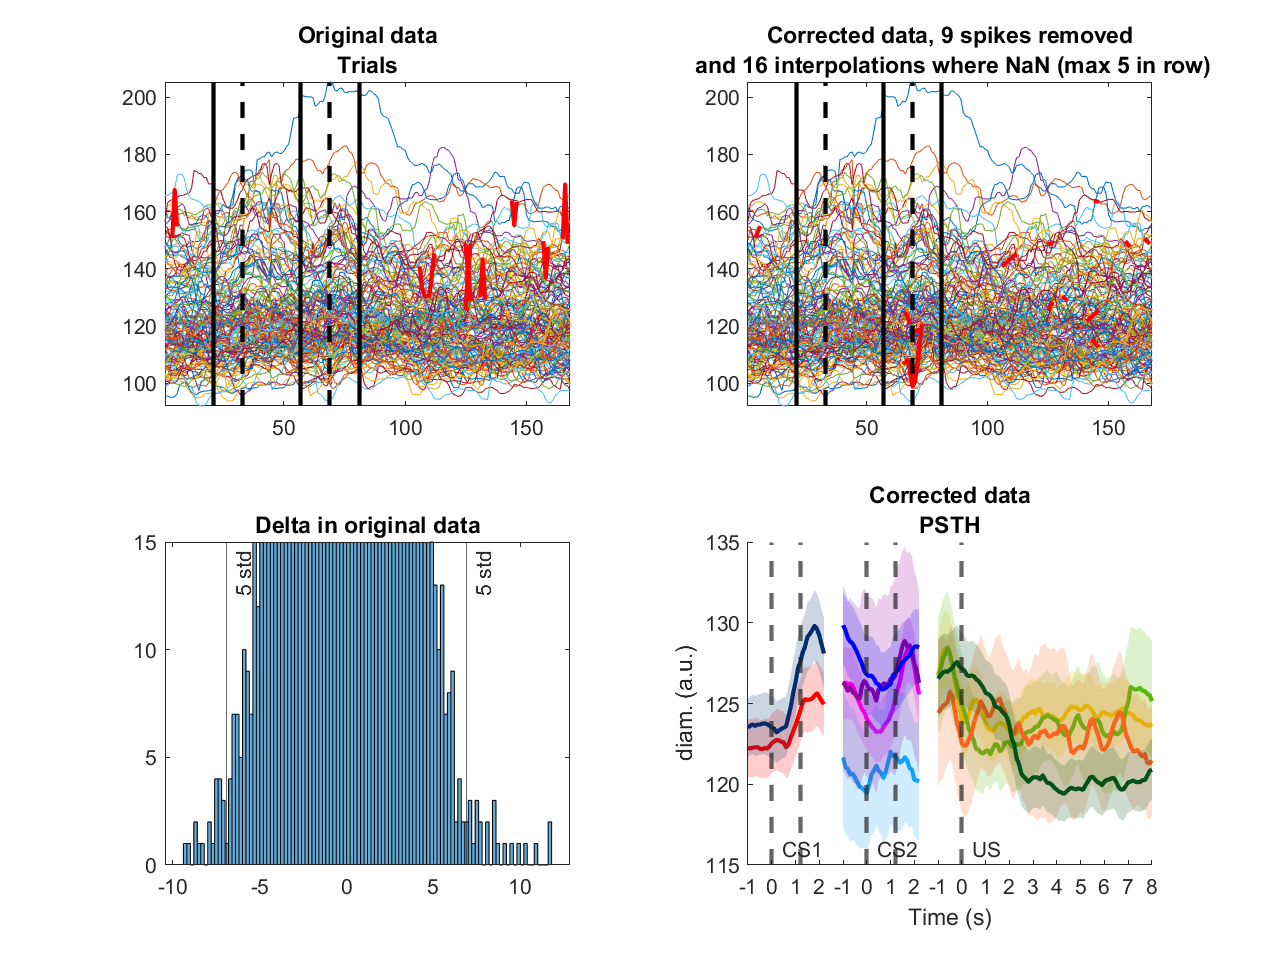 Original data
Trials
200
180
160
140
120
100
50 100 150
Corrected data, 9 spikes removed
and 16 interpolations where NaN (max 5 in row)
200
180
160
140
120
100
50 100 150
Delta in original data
15
10
5
0
5 std
5 std
-10 -5 0 5 10
Corrected data
PSTH
135
130
125
120
115
diam. (a.u.)
CS1 CS2 US
-1 0 1 2 -1 0 1 2 -1 0 1 2 3 4 5 6 7 8
Time (s)